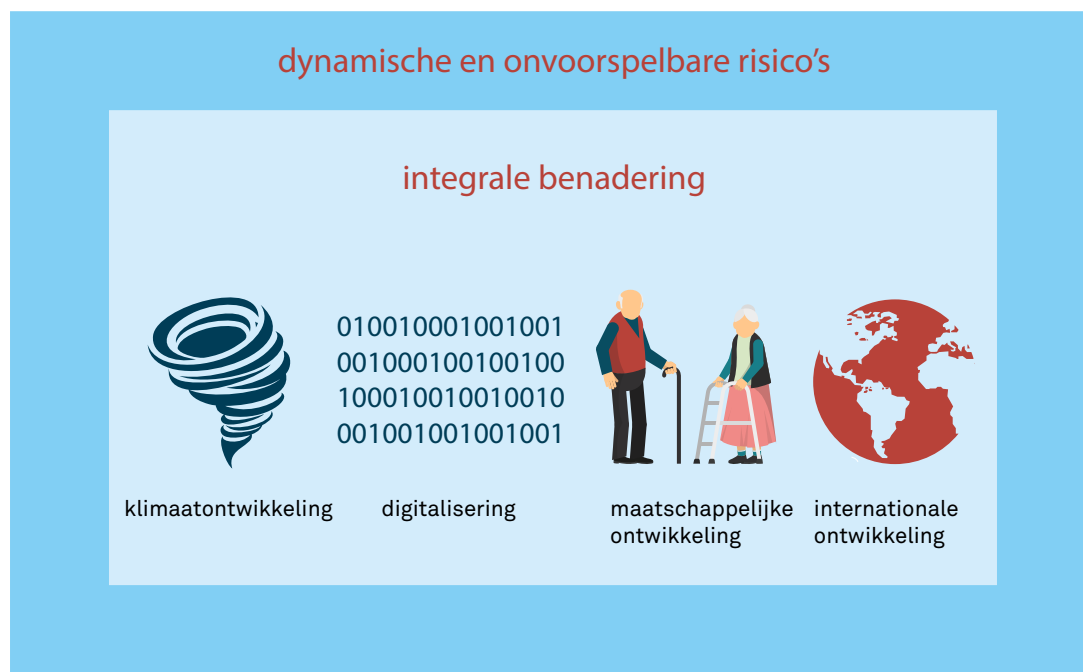 dynamische en onvoorspelbare risico’s
integrale benadering
010010001001001
001000100100100
100010010010010
001001001001001
klimaatontwikkeling
digitalisering
maatschappelijke
ontwikkeling
internationale
ontwikkeling